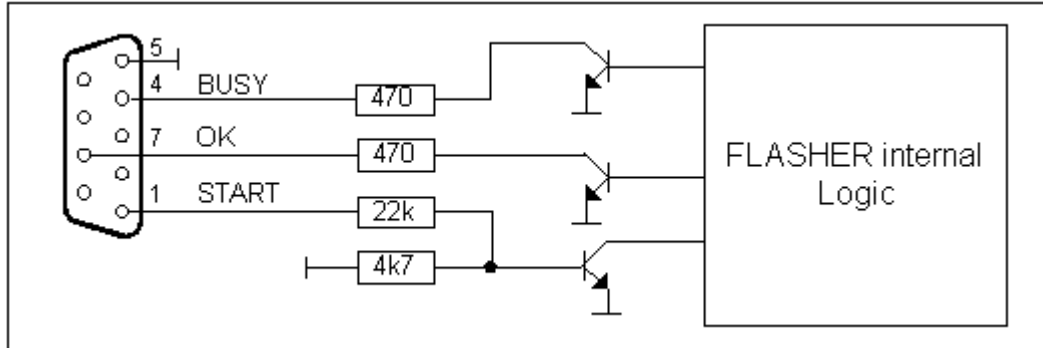 5
4 BUSY 470
7 OK 470
1 START 22k
4k7
FLASHER internal
Logic